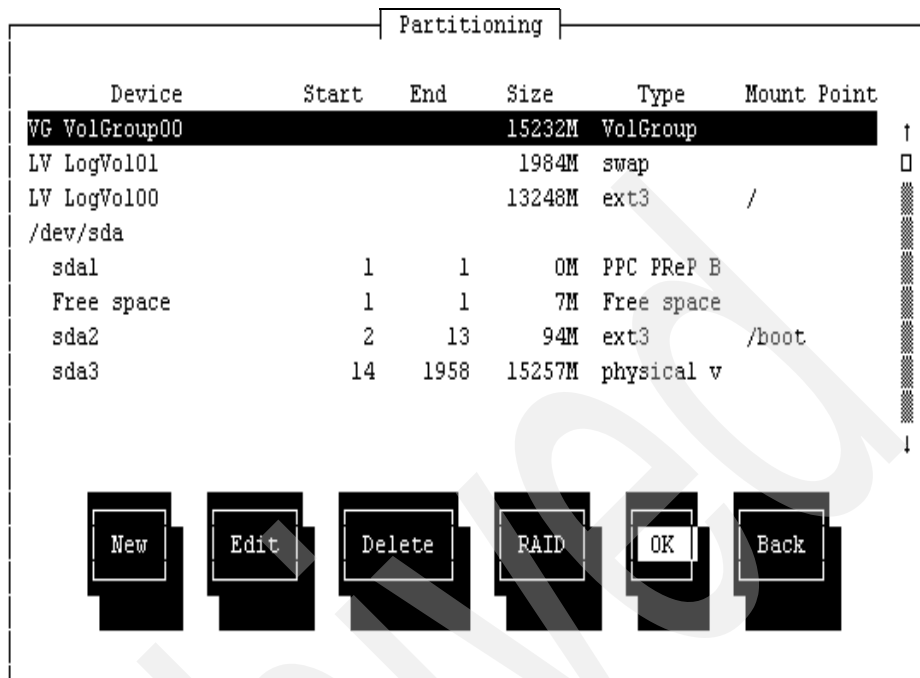 Partitioning
Device Start End Size Type Mount Point
VG VolGroup00 15232M VolGroup
LV LogVol01 1984M swap
LV LogVol00 13248M ext3 /
/dev/sda
sda1 1 1 0M PPC PReP B
Free space 1 1 7M Free space
sda2 2 13 94M ext3 /boot
sda3 14 1958 15257M physical v
New Edit Delete RAID OK Back